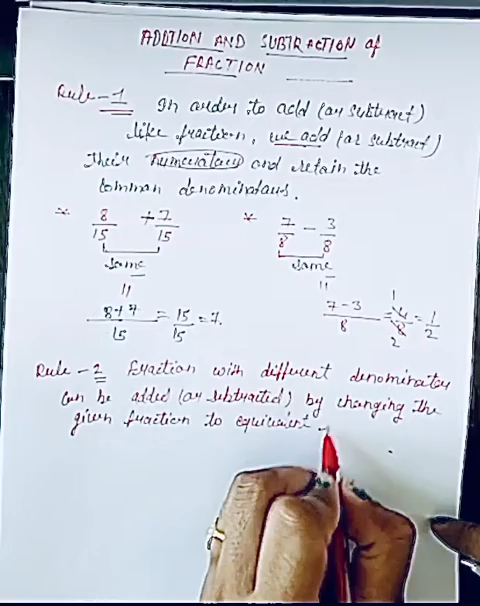 ADDTION AND SUBTRACTION of
FRACTION
Rule-1 In order to add (or subtract)
like fraction, we add (or subtract)
their numerators and retain the
common denominators.
* 8/15 + 7/15 * 7/8 - 3/8
same same
= =
8+7/15 = 15/15 = 1. 7-3/8 = 4/8 = 1/2
1
2
Rule-2 Fraction with different denominator
can be added (or subtracted) by changing the
given fraction to equivalent